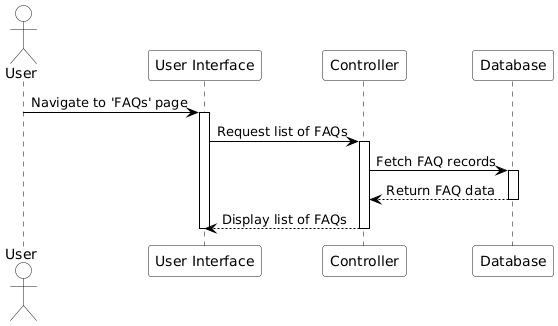 User
User Interface
Controller
Database
Navigate to 'FAQs' page
Request list of FAQs
Fetch FAQ records
Return FAQ data
Display list of FAQs
User
User Interface
Controller
Database